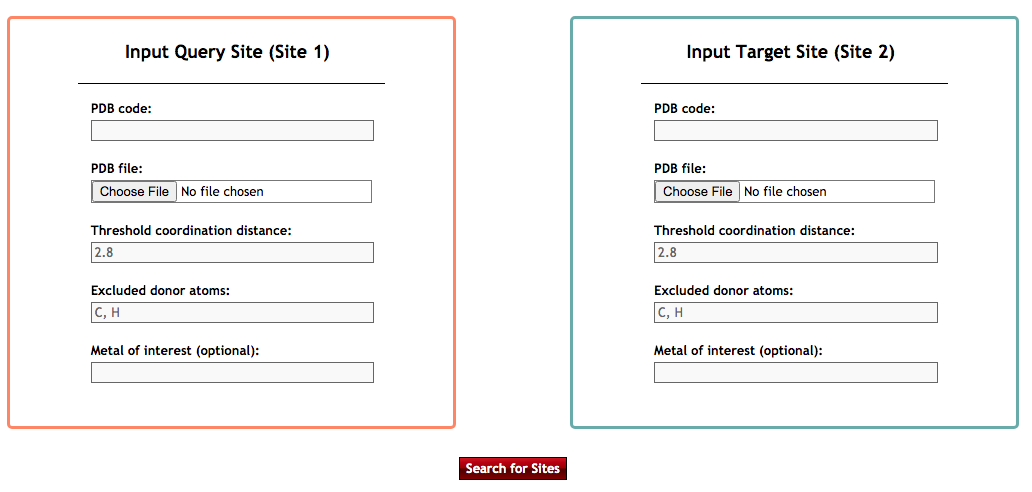 Input Query Site (Site 1)
PDB code:
PDB file:
Choose File No file chosen
Threshold coordination distance:
2.8
Excluded donor atoms:
C, H
Metal of interest (optional):
Input Target Site (Site 2)
PDB code:
PDB file:
Choose File No file chosen
Threshold coordination distance:
2.8
Excluded donor atoms:
C, H
Metal of interest (optional):
Search for Sites